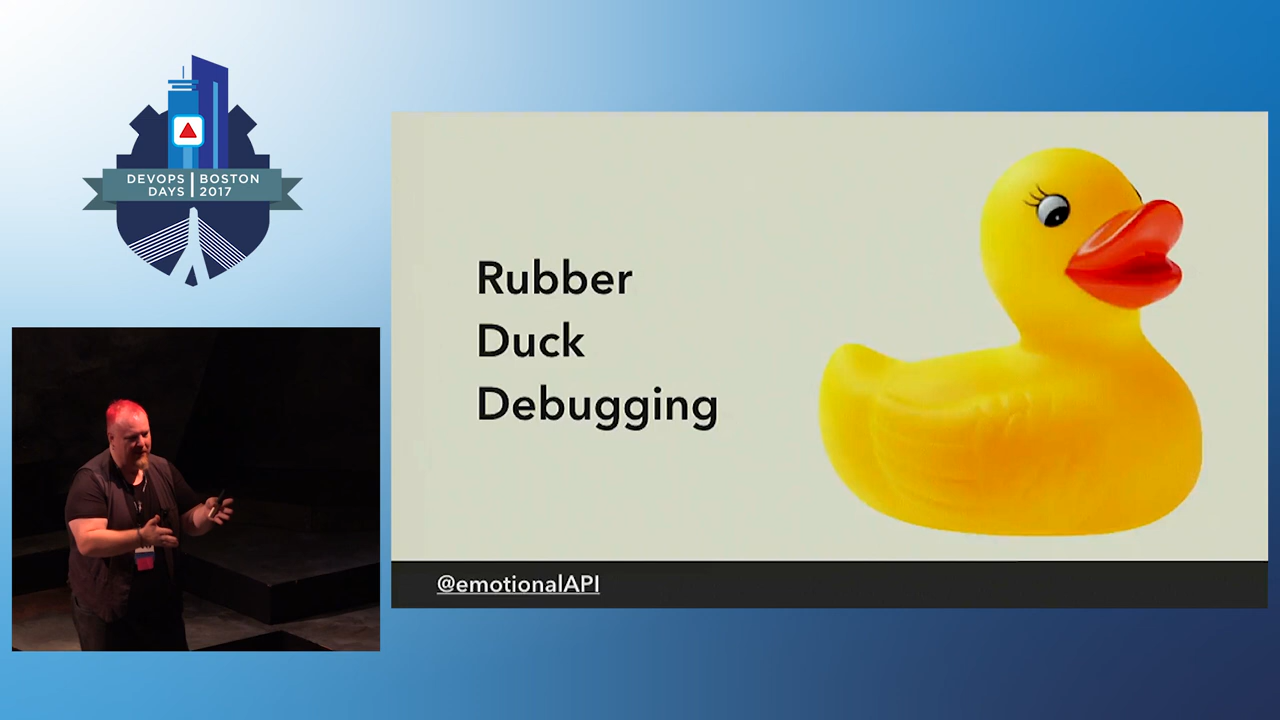 DEVOPS BOSTON
DAYS 2017
Rubber
Duck
Debugging
@emotionalAPI